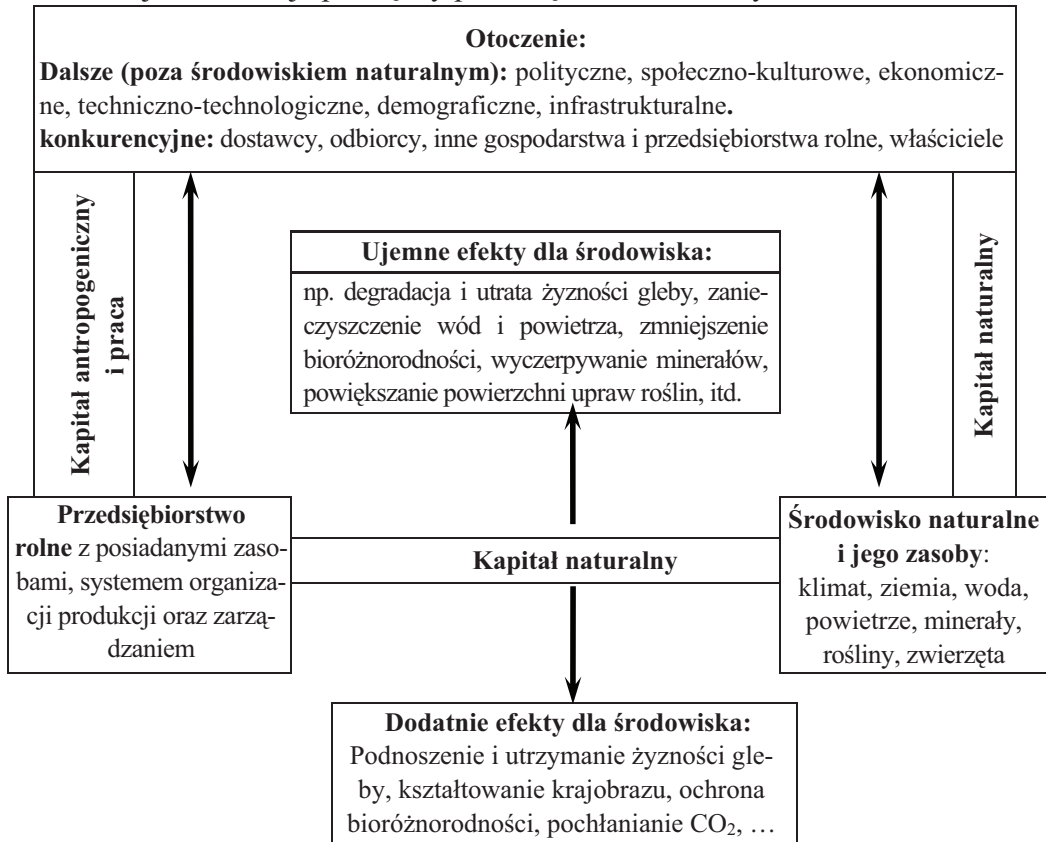 Otoczenie:
Dalsze (poza środowiskiem naturalnym): polityczne, społeczno-kulturowe, ekonomicz-
ne, techniczno-technologiczne, demograficzne, infrastrukturalne.
konkurencyjne: dostawcy, odbiorcy, inne gospodarstwa i przedsiębiorstwa rolne, właściciele
Kapitał antropogeniczny
i praca
Ujemne efekty dla środowiska:
np. degradacja i utrata żyzności gleby, zanie-
czyszczenie wód i powietrza, zmniejszenie
bioróżnorodności, wyczerpywanie minerałów,
powiększanie powierzchni upraw roślin, itd.
Kapitał naturalny
Przedsiębiorstwo
rolne z posiadanymi zaso-
bami, systemem organiza-
cji produkcji oraz zarzą-
dzaniem
Kapitał naturalny
Środowisko naturalne
i jego zasoby:
klimat, ziemia, woda,
powietrze, minerały,
rośliny, zwierzęta
Dodatnie efekty dla środowiska:
Podnoszenie i utrzymanie żyzności gle-
by, kształtowanie krajobrazu, ochrona
bioróżnorodności, pochłanianie CO₂, …